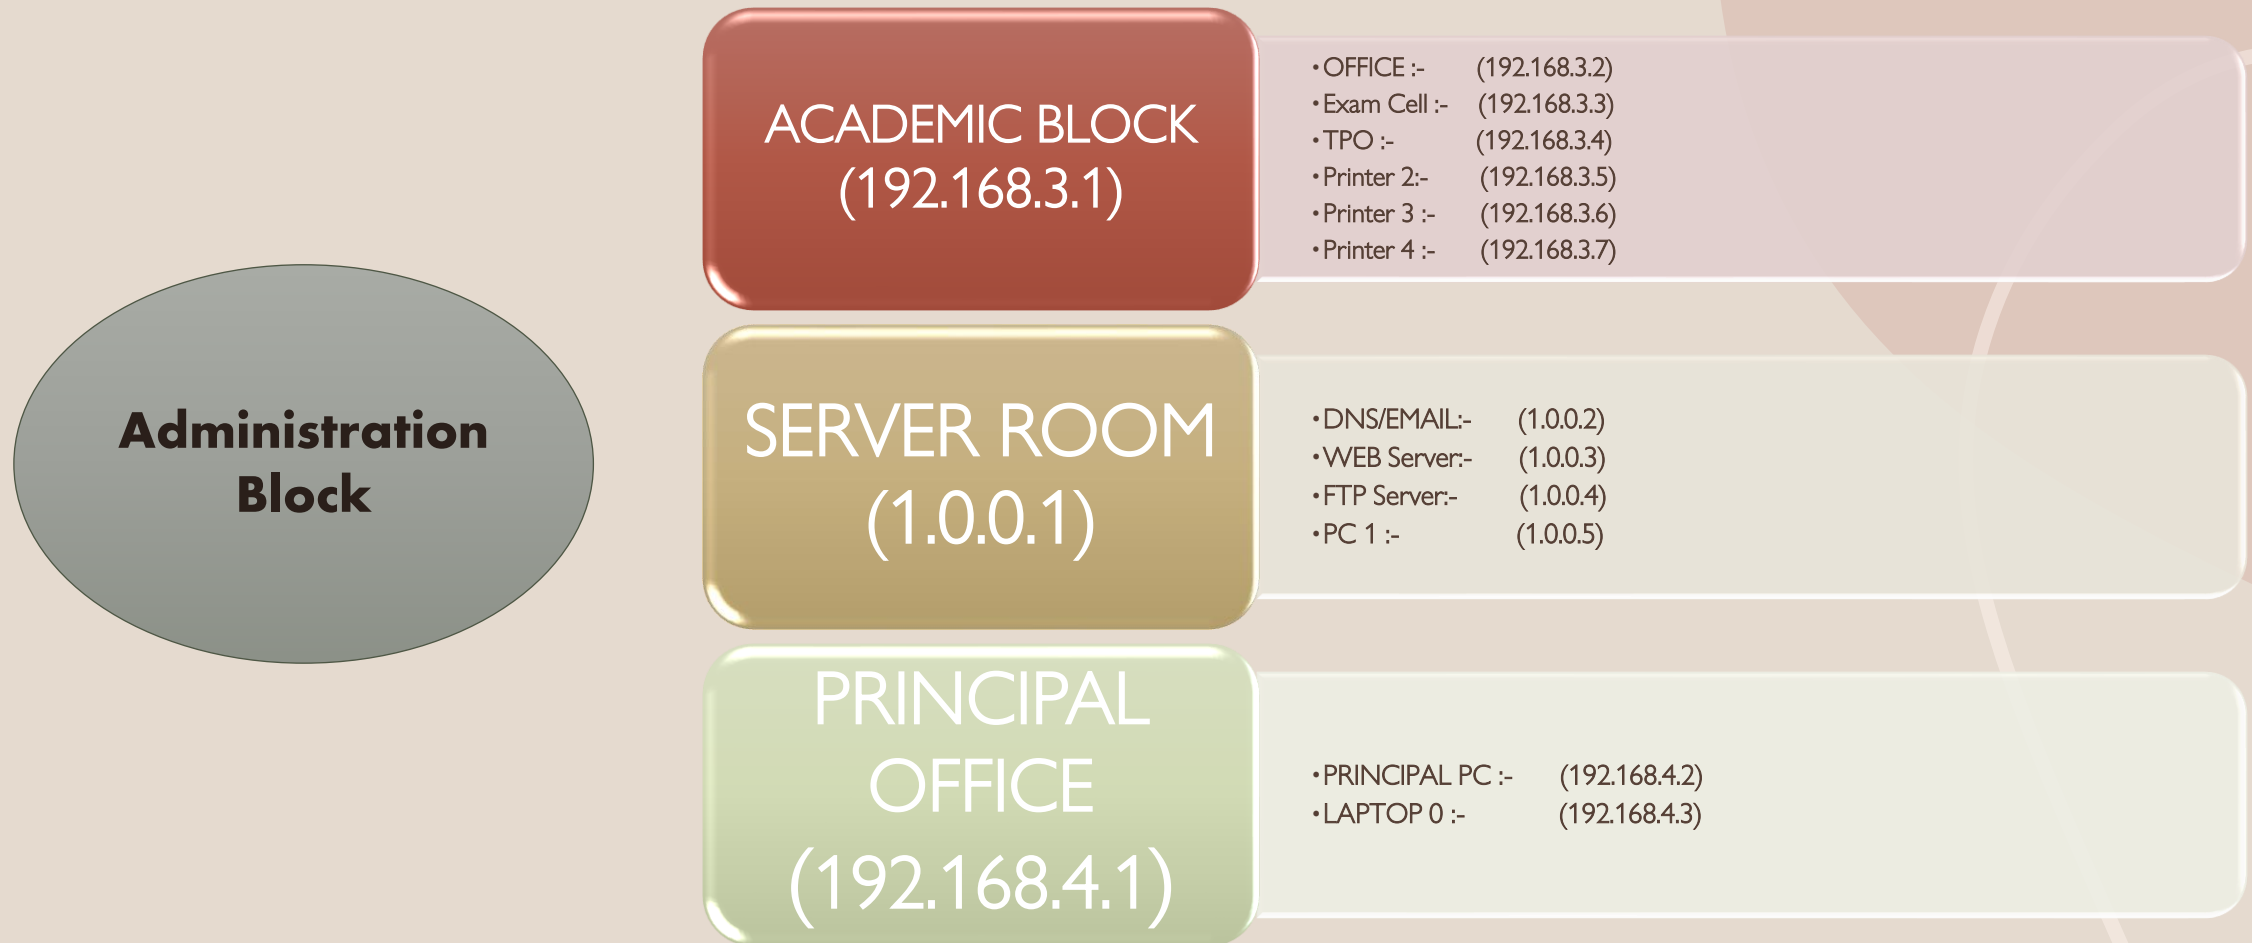 Administration
Block
ACADEMIC BLOCK
(192.168.3.1)
•OFFICE :- (192.168.3.2)
•Exam Cell :- (192.168.3.3)
•TPO :- (192.168.3.4)
•Printer 2:- (192.168.3.5)
•Printer 3 :- (192.168.3.6)
•Printer 4 :- (192.168.3.7)
SERVER ROOM
(1.0.0.1)
•DNS/EMAIL:- (1.0.0.2)
•WEB Server:- (1.0.0.3)
•FTP Server:- (1.0.0.4)
•PC 1 :- (1.0.0.5)
PRINCIPAL
OFFICE
(192.168.4.1)
•PRINCIPAL PC :- (192.168.4.2)
•LAPTOP 0 :- (192.168.4.3)